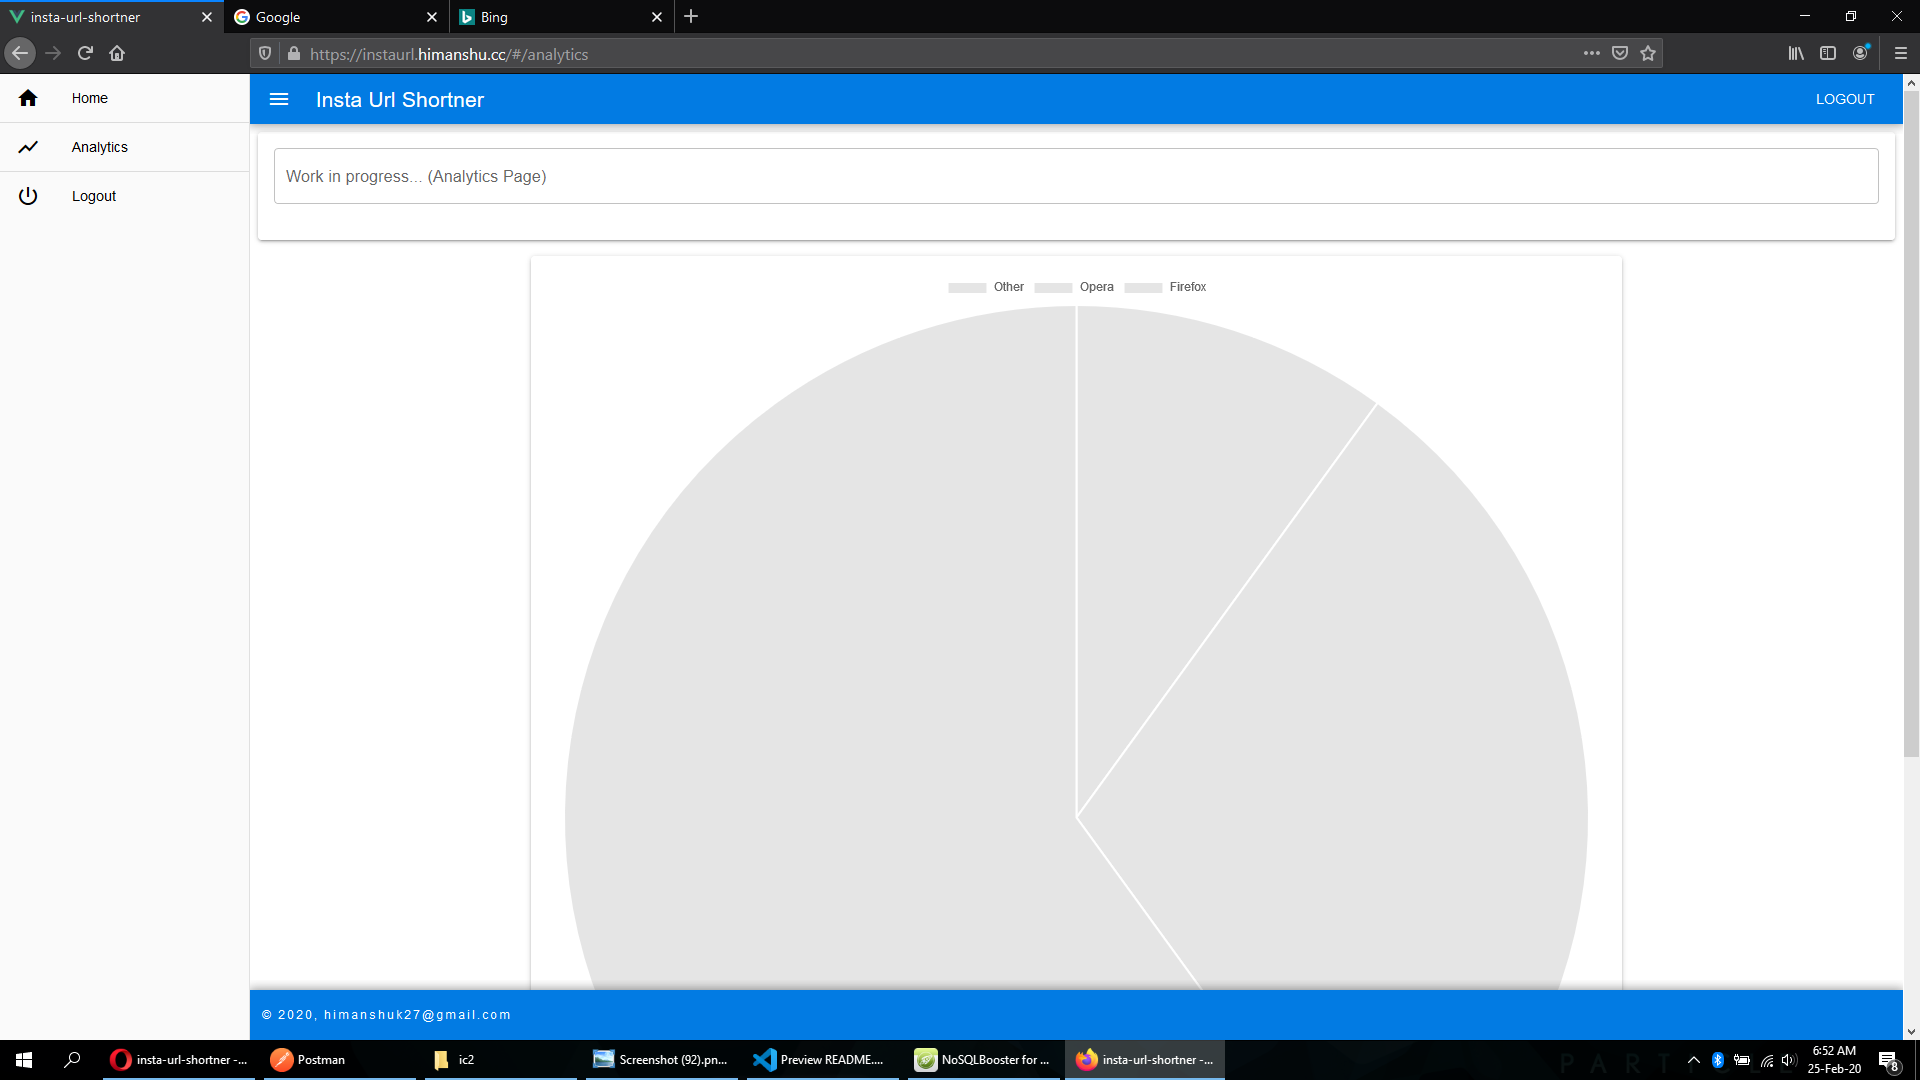 insta-url-shortner
Google
Bing
https://instaurl.himanshu.cc/#/analytics
Home
Analytics
Logout
Insta Url Shortner
LOGOUT
Work in progress... (Analytics Page)
Other Opera Firefox
© 2020, himanshuk27@gmail.com
insta-url-shortner -...
Postman
ic2
Screenshot (92).pn...
Preview README....
NoSQLBooster for ...
insta-url-shortner -...
6:52 AM
25-Feb-20
8